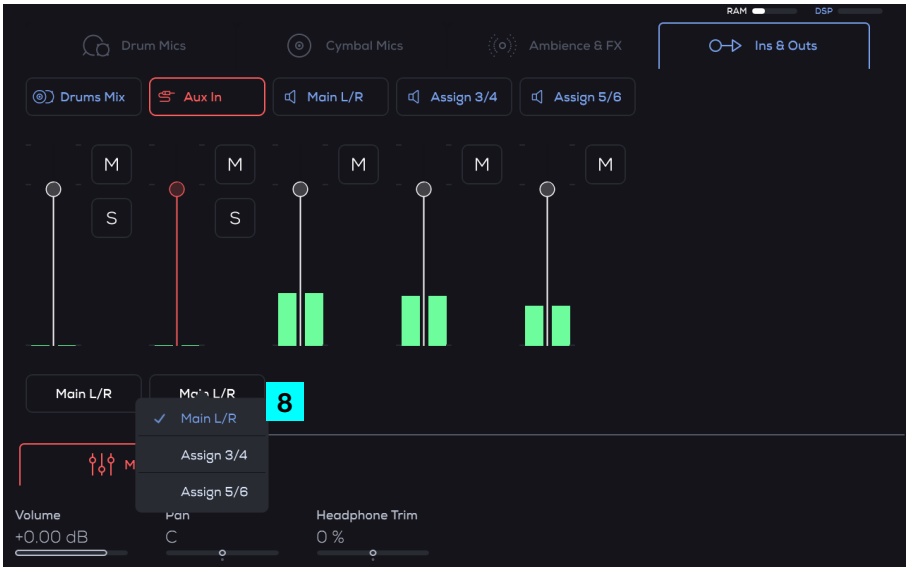 RAM DSP
Drum Mics Cymbal Mics Ambience & FX Ins & Outs
Drums Mix Aux In Main L/R Assign 3/4 Assign 5/6
M M M M M
S S
Main L/R Main L/R 8
Main L/R
Assign 3/4
M
Assign 5/6
Volume Pan Headphone Trim
+0.00 dB C 0 %